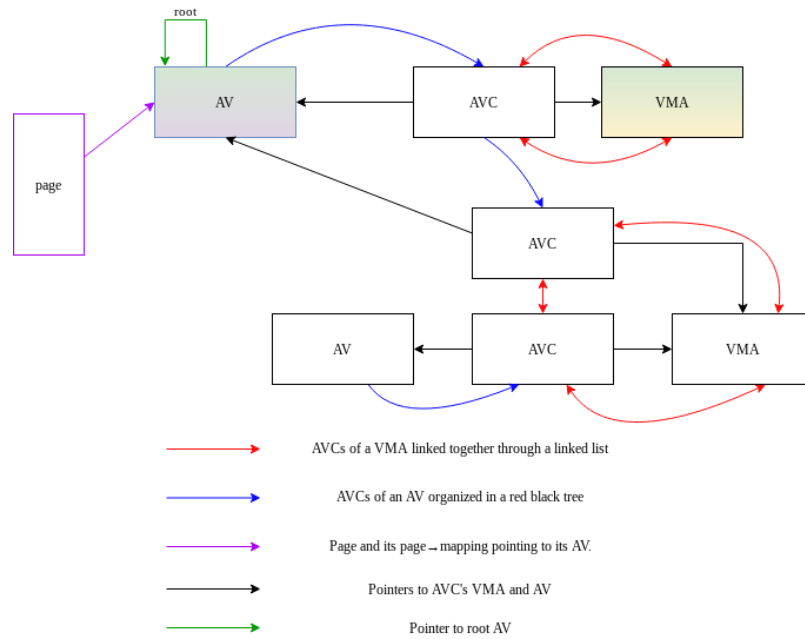 root
AV
AVC
VMA
page
AVC
AV
AVC
VMA
AVCs of a VMA linked together through a linked list
AVCs of an AV organized in a red black tree
Page and its page→mapping pointing to its AV.
Pointers to AVC's VMA and AV
Pointer to root AV